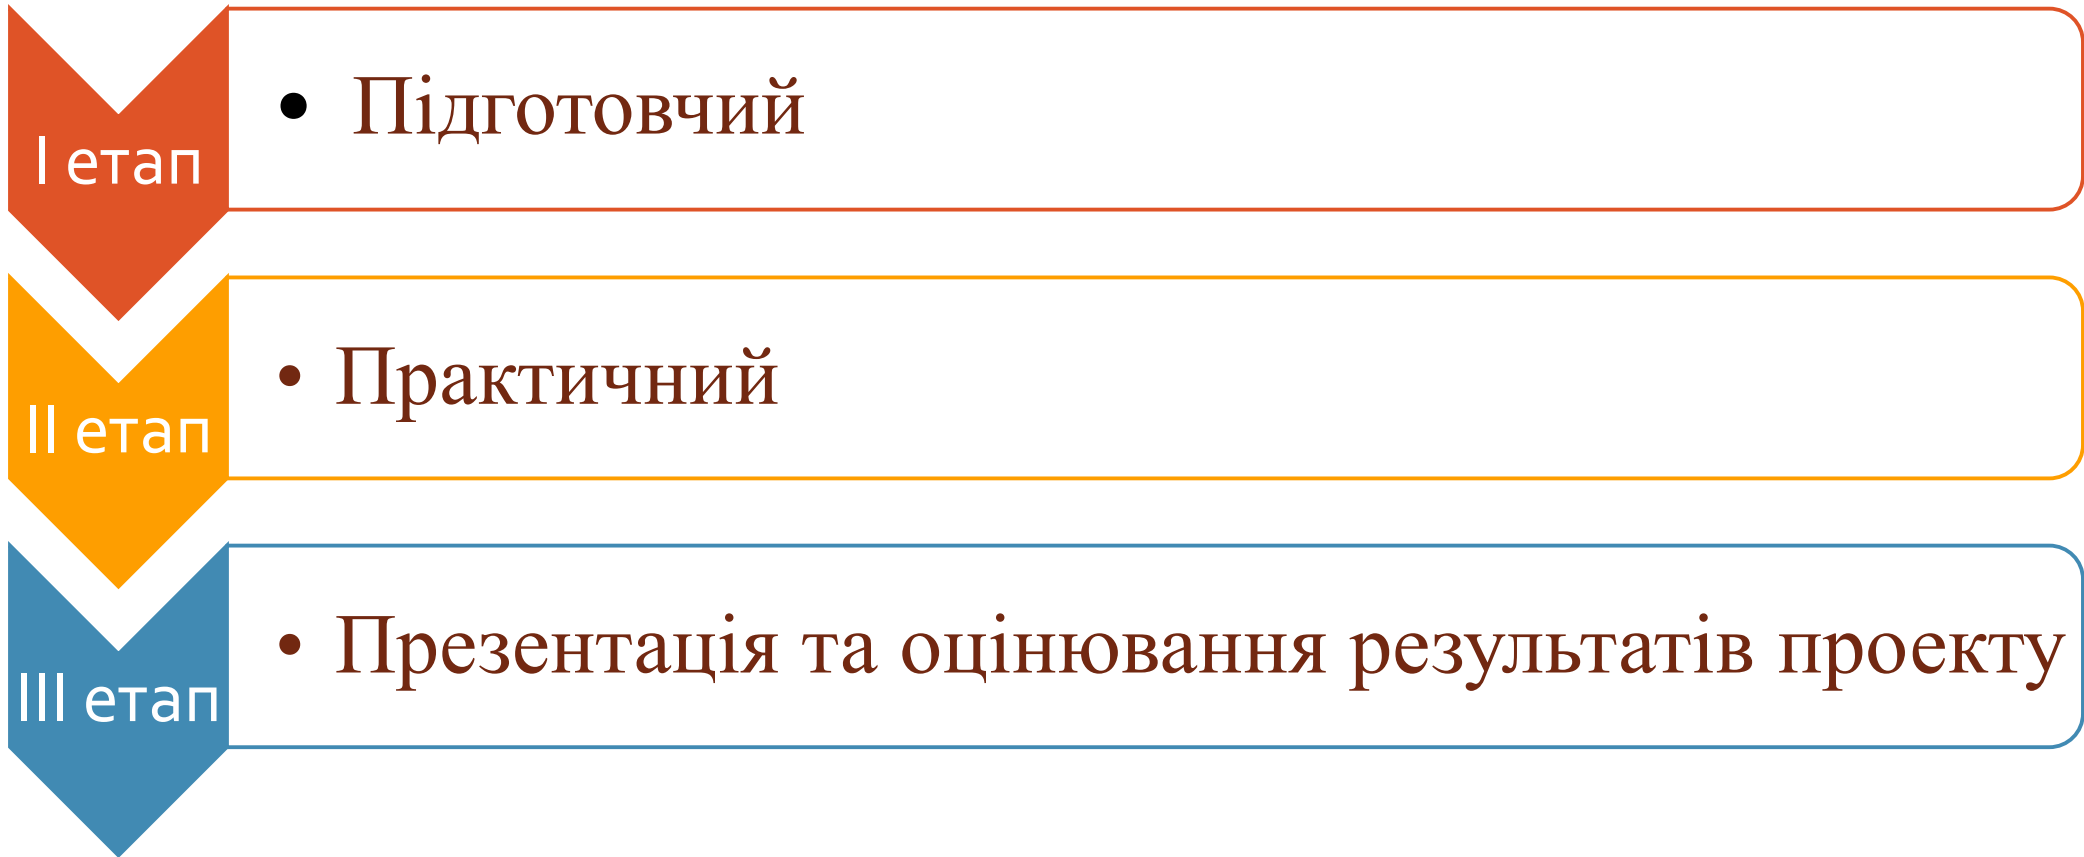 I етап
• Підготовчий
II етап
• Практичний
III етап
• Презентація та оцінювання результатів проекту